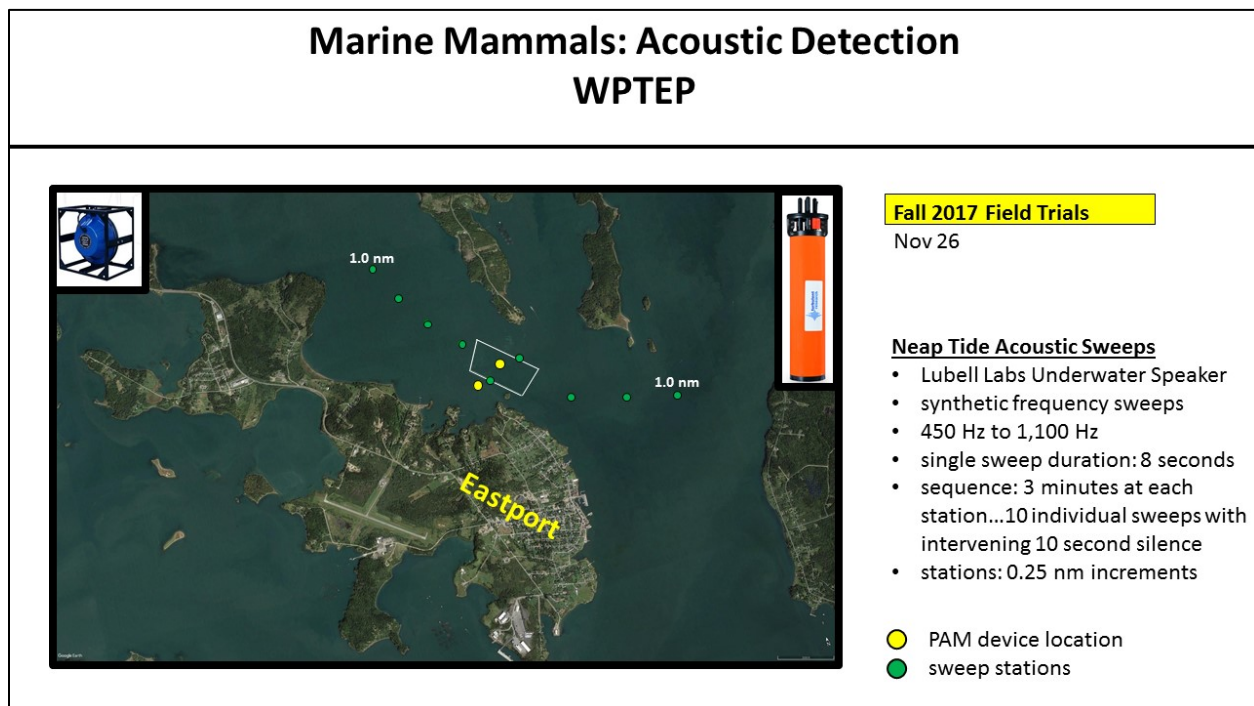 Marine Mammals: Acoustic Detection
WPTEP
1.0 nm
1.0 nm
Eastport
Google Earth
Fall 2017 Field Trials
Nov 26
Neap Tide Acoustic Sweeps
• Lubell Labs Underwater Speaker
• synthetic frequency sweeps
• 450 Hz to 1,100 Hz
• single sweep duration: 8 seconds
• sequence: 3 minutes at each
station...10 individual sweeps with
intervening 10 second silence
• stations: 0.25 nm increments
PAM device location
sweep stations